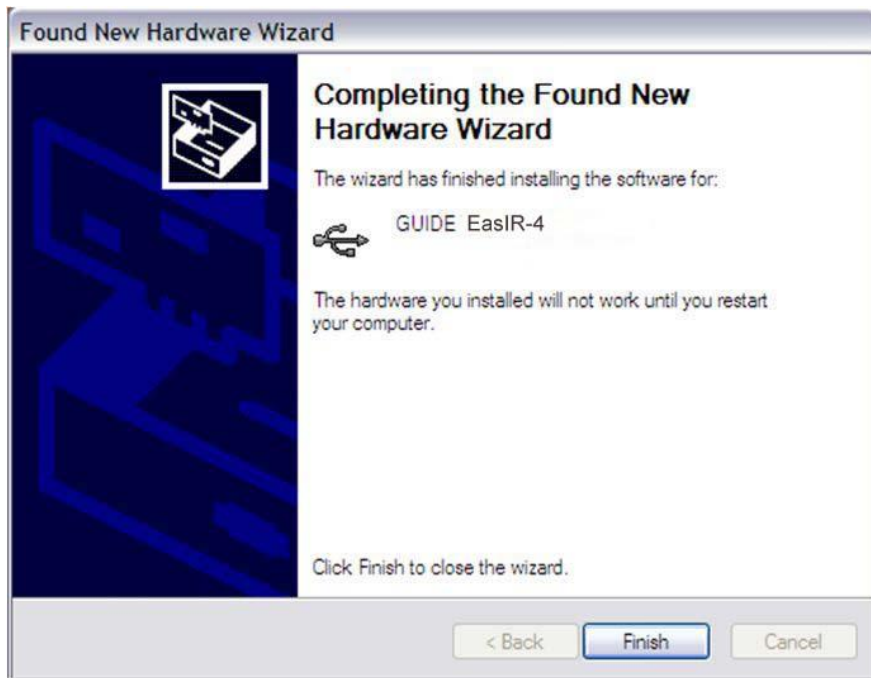 Found New Hardware Wizard
Completing the Found New
Hardware Wizard
The wizard has finished installing the software for:
GUIDE EasIR-4
The hardware you installed will not work until you restart
your computer.
Click Finish to close the wizard.
< Back
Finish
Cancel